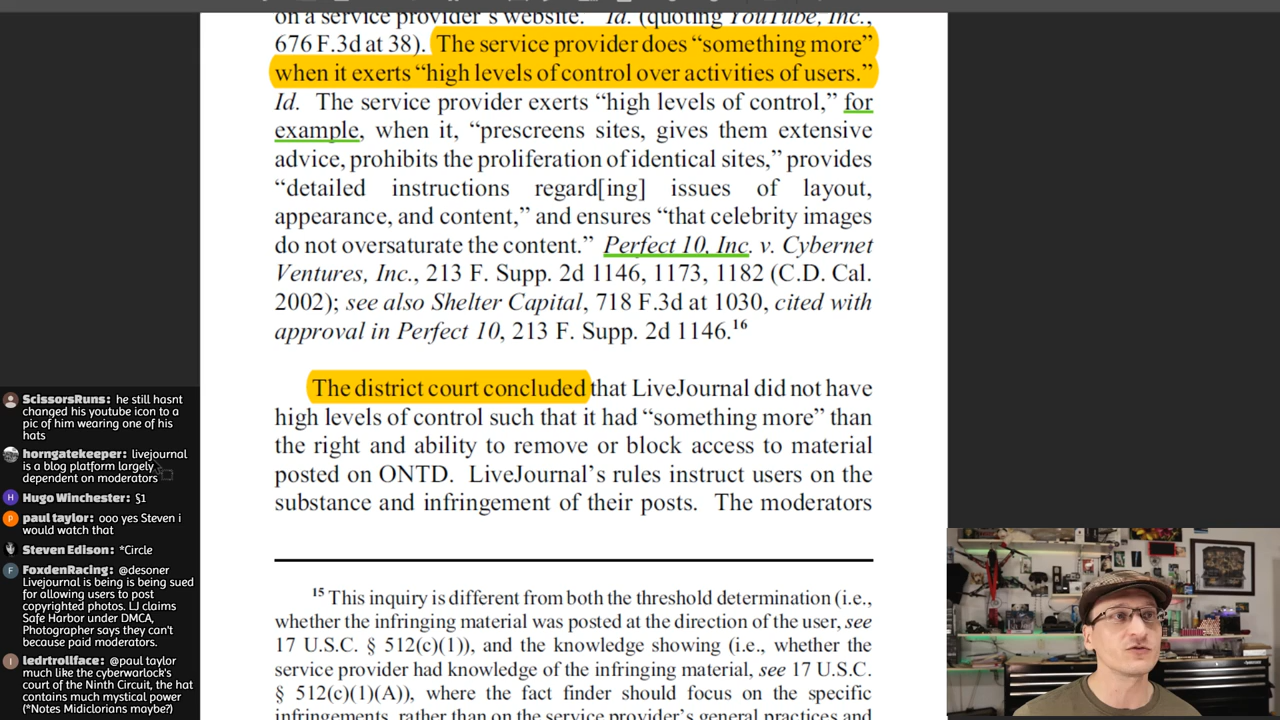 on a service provider's website.” Id. (quoting YouTube, Inc.,
676 F.3d at 38). The service provider does “something more”
when it exerts “high levels of control over activities of users.”
Id. The service provider exerts “high levels of control,” for
example, when it, “prescreens sites, gives them extensive
advice, prohibits the proliferation of identical sites,” provides
“detailed instructions regard[ing] issues of layout,
appearance, and content,” and ensures “that celebrity images
do not oversaturate the content.” Perfect 10, Inc. v. Cybernet
Ventures, Inc., 213 F. Supp. 2d 1146, 1173, 1182 (C.D. Cal.
2002); see also Shelter Capital, 718 F.3d at 1030, cited with
approval in Perfect 10, 213 F. Supp. 2d 1146.16
The district court concluded that LiveJournal did not have
high levels of control such that it had “something more” than
the right and ability to remove or block access to material
posted on ONTD. LiveJournal’s rules instruct users on the
substance and infringement of their posts. The moderators
15 This inquiry is different from both the threshold determination (i.e.,
whether the infringing material was posted at the direction of the user, see
17 U.S.C. § 512(c)(1)), and the knowledge showing (i.e., whether the
service provider had knowledge of the infringing material, see 17 U.S.C.
§ 512(c)(1)(A)), where the fact finder should focus on the specific
infringements, rather than on the service provider’s general practices and
ScissorsRuns: he still hasnt
changed his youtube icon to a
pic of him wearing one of his
hats
horngatekeeper: livejournal
is a blog platform largely
dependent on moderators
H Hugo Winchester: §1
p paul taylor: ooo yes Steven i
would watch that
Steven Edison: *Circle
F FoxdenRacing: @desoner
Livejournal is being is being sued
for allowing users to post
copyrighted photos. LJ claims
Safe Harbor under DMCA,
Photographer says they can't
because paid moderators.
l ledrtrollface: @paul taylor
much like the cyberwarlock's
court of the Ninth Circuit, the hat
contains much mystical power
(*Notes Midiclorians maybe?)